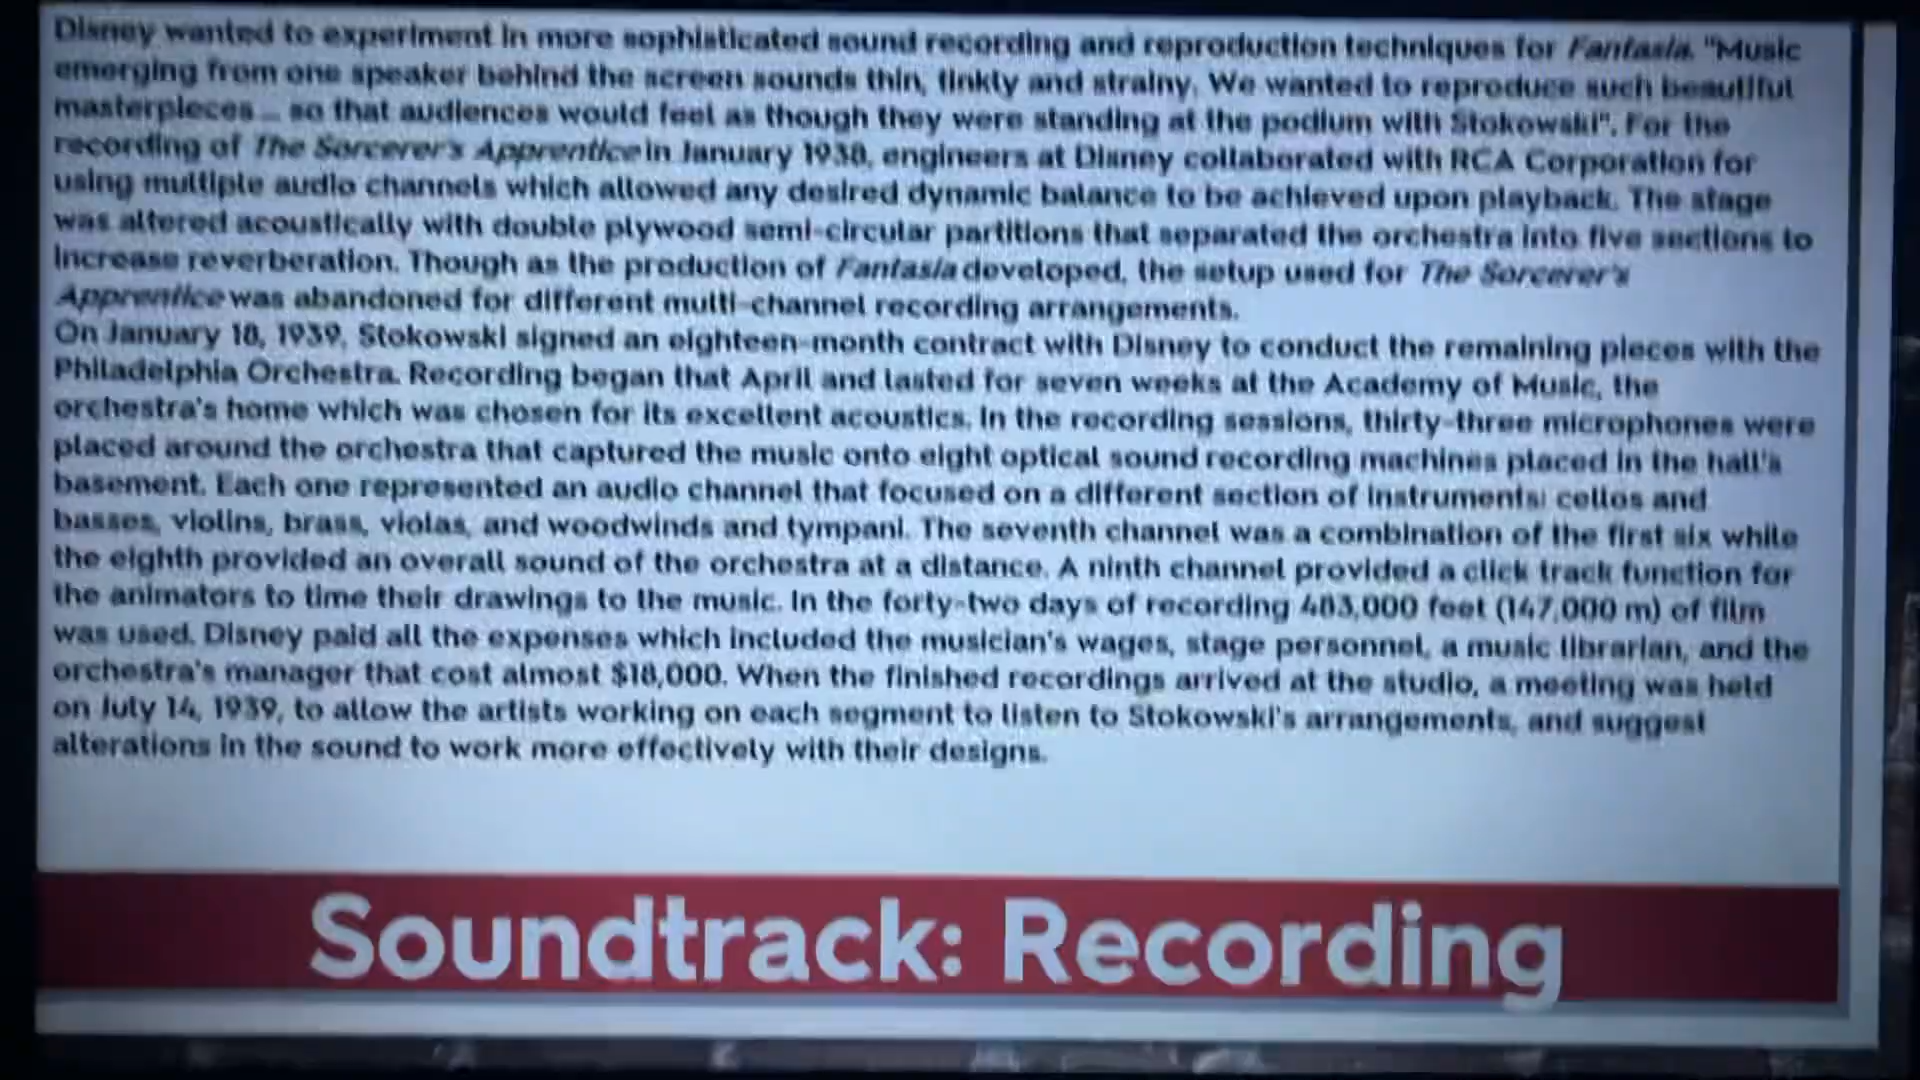 Disney wanted to experiment in more sophisticated sound recording and reproduction techniques for Fantasia. "Music
emerging from one speaker behind the screen sounds thin, tinkly and strainy. We wanted to reproduce such beautiful
masterpieces ... so that audiences would feel as though they were standing at the podium with Stokowski". For the
recording of The Sorcerer's Apprentice in January 1938, engineers at Disney collaborated with RCA Corporation for
using multiple audio channels which allowed any desired dynamic balance to be achieved upon playback. The stage
was altered acoustically with double plywood semi-circular partitions that separated the orchestra into five sections to
increase reverberation. Though as the production of Fantasia developed, the setup used for The Sorcerer's
Apprentice was abandoned for different multi-channel recording arrangements.
On January 18, 1939, Stokowski signed an eighteen-month contract with Disney to conduct the remaining pieces with the
Philadelphia Orchestra. Recording began that April and lasted for seven weeks at the Academy of Music, the
orchestra's home which was chosen for its excellent acoustics. In the recording sessions, thirty-three microphones were
placed around the orchestra that captured the music onto eight optical sound recording machines placed in the hall's
basement. Each one represented an audio channel that focused on a different section of instruments: cellos and
basses, violins, brass, violas, and woodwinds and tympani. The seventh channel was a combination of the first six while
the eighth provided an overall sound of the orchestra at a distance. A ninth channel provided a click track function for
the animators to time their drawings to the music. In the forty-two days of recording 483,000 feet (147,000 m) of film
was used. Disney paid all the expenses which included the musician's wages, stage personnel, a music librarian, and the
orchestra's manager that cost almost $18,000. When the finished recordings arrived at the studio, a meeting was held
on July 14, 1939, to allow the artists working on each segment to listen to Stokowski's arrangements, and suggest
alterations in the sound to work more effectively with their designs.
Soundtrack: Recording